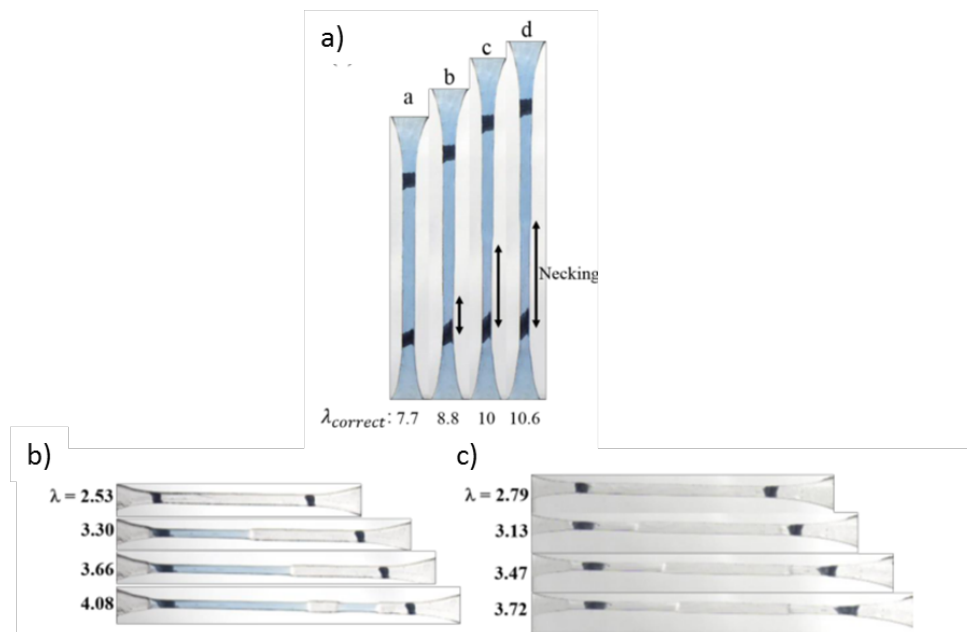 a)
a b c d
Necking
λcorrect: 7.7 8.8 10 10.6
b)
λ = 2.53
3.30
3.66
4.08
c)
λ = 2.79
3.13
3.47
3.72